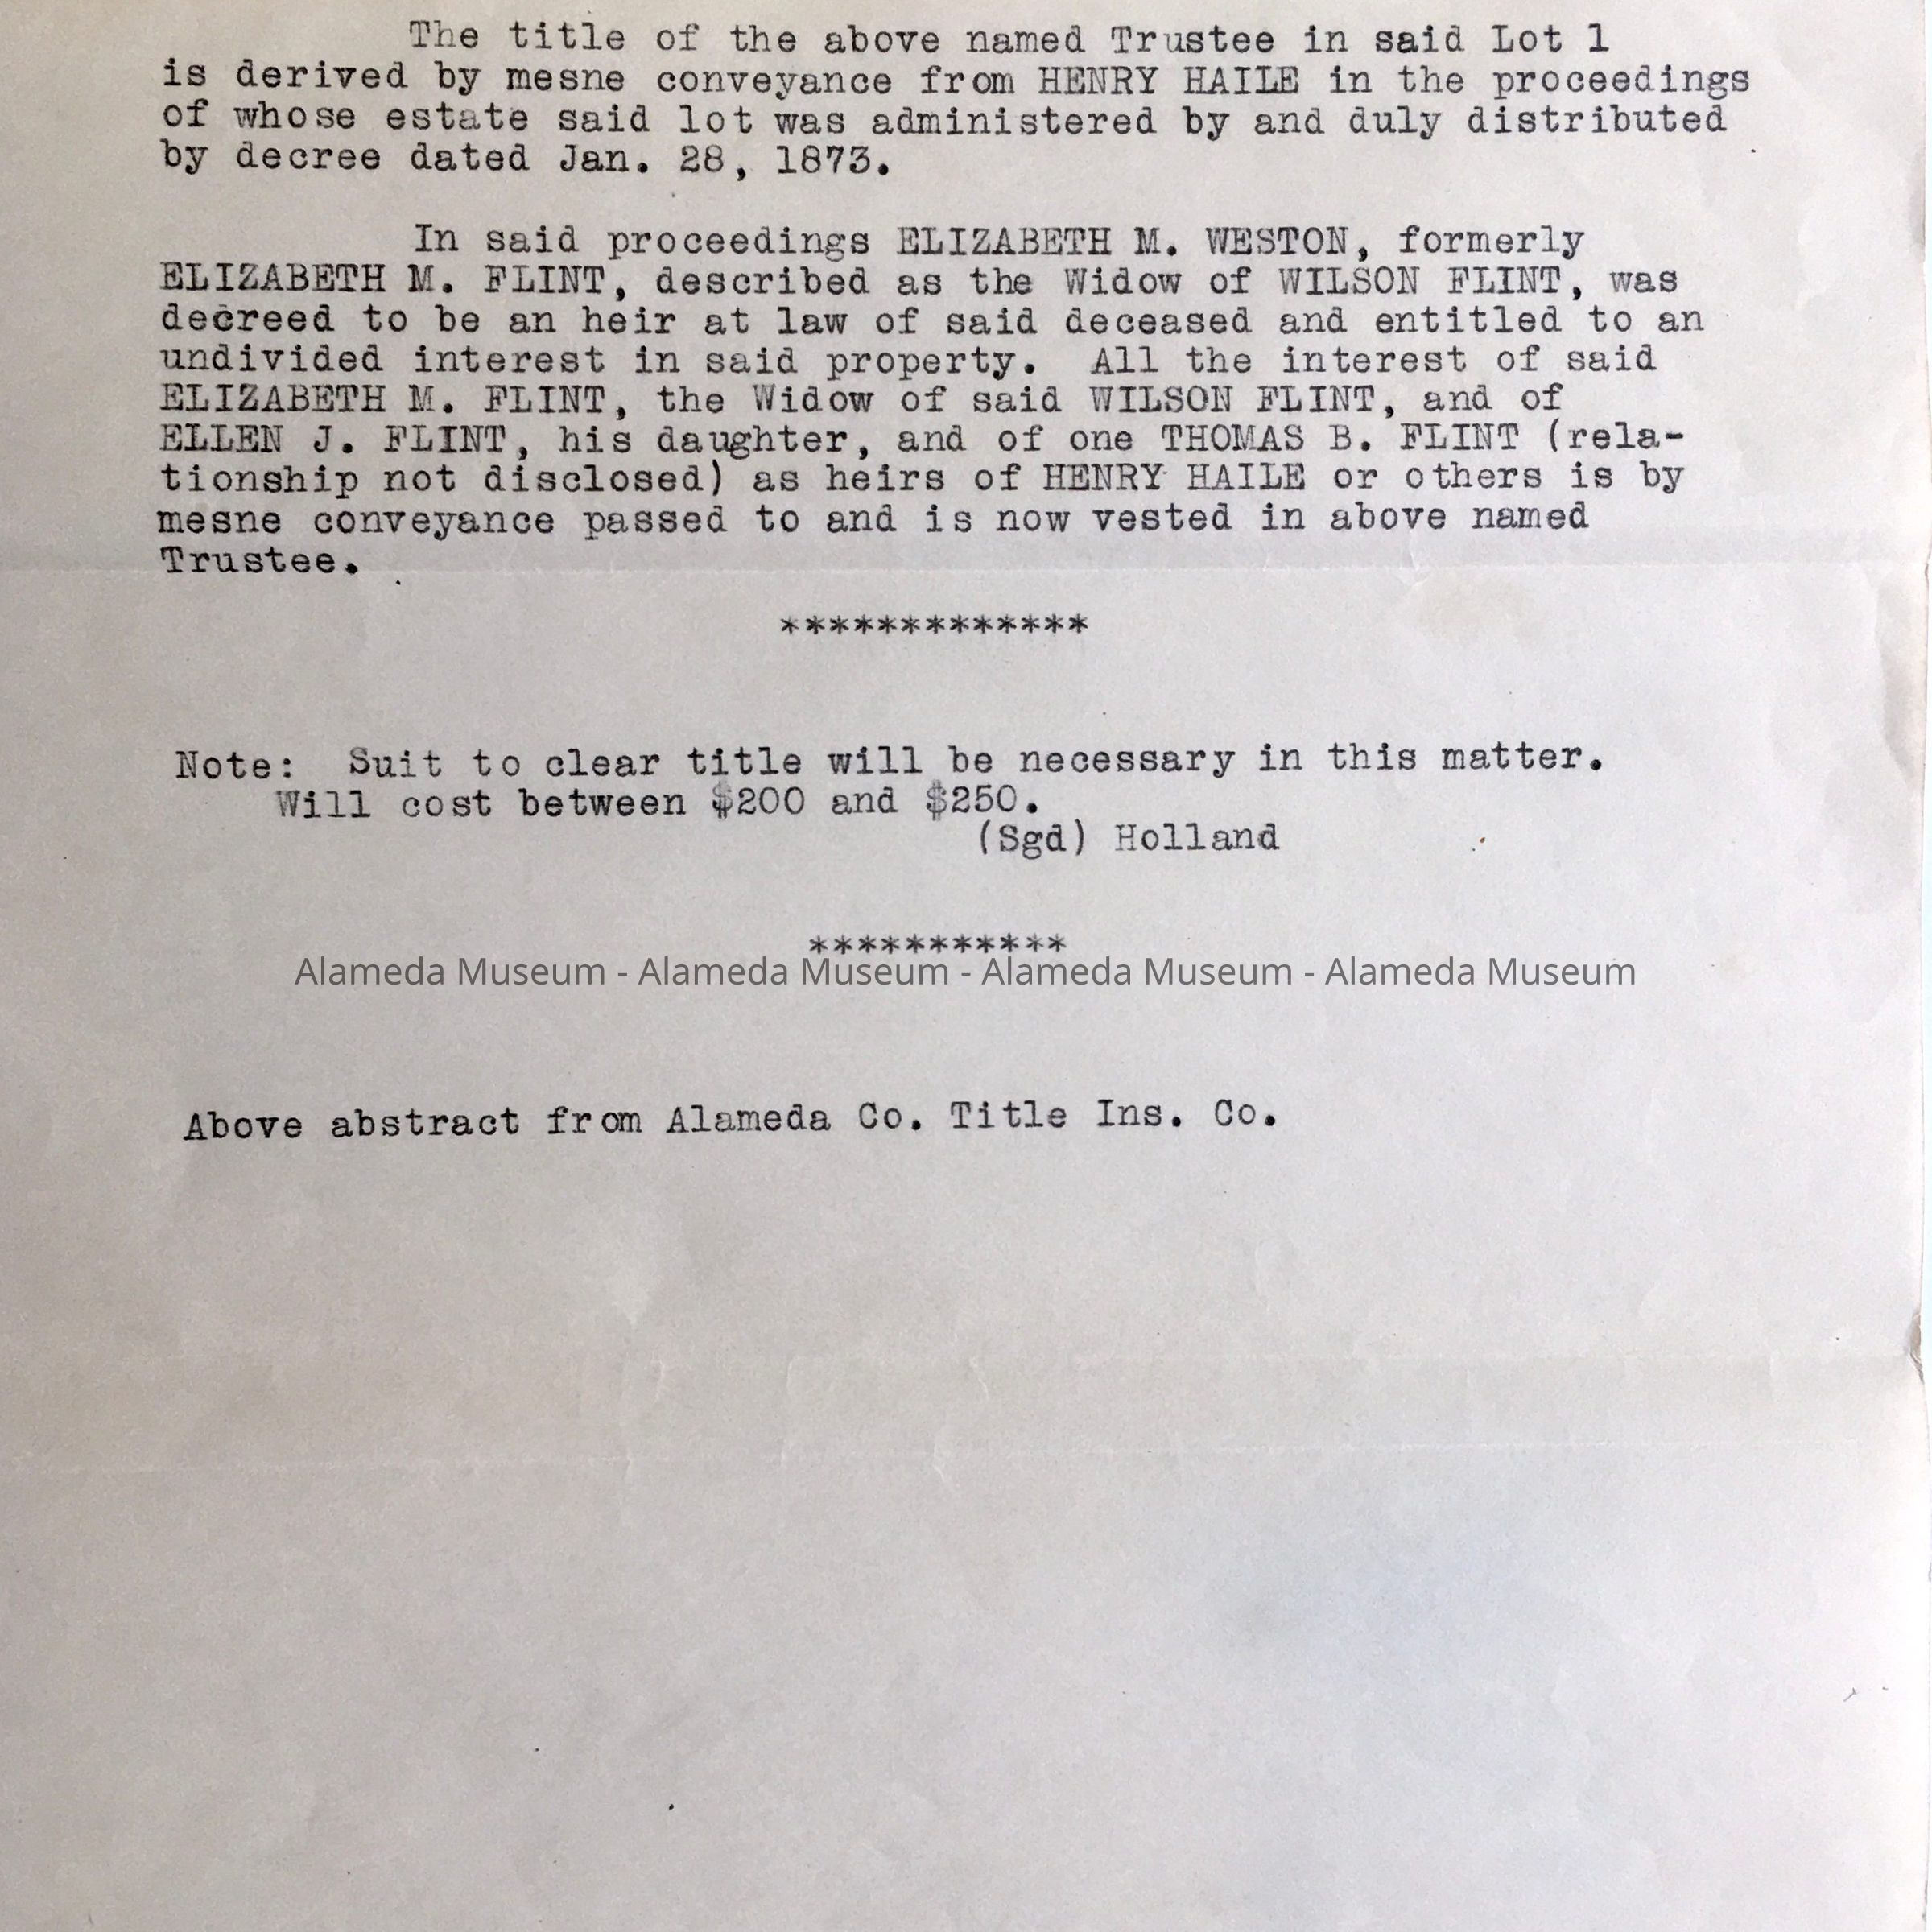 The title of the above named Trustee in said Lot 1
is derived by mesne conveyance from HENRY HAILE in the proceedings
of whose estate said lot was administered by and duly distributed
by decree dated Jan. 28, 1873.
In said proceedings ELIZABETH M. WESTON, formerly
ELIZABETH M. FLINT, described as the Widow of WILSON FLINT, was
decreed to be an heir at law of said deceased and entitled to an
undivided interest in said property. All the interest of said
ELIZABETH M. FLINT, the Widow of said WILSON FLINT, and of
ELLEN J. FLINT, his daughter, and of one THOMAS B. FLINT (rela-
tionship not disclosed) as heirs of HENRY HAILE or others is by
mesne conveyance passed to and is now vested in above named
Trustee.
*************
Note: Suit to clear title will be necessary in this matter.
Will cost between $200 and $250.
(Sgd) Holland
***********
Alameda Museum - Alameda Museum - Alameda Museum - Alameda Museum
Above abstract from Alameda Co. Title Ins. Co.